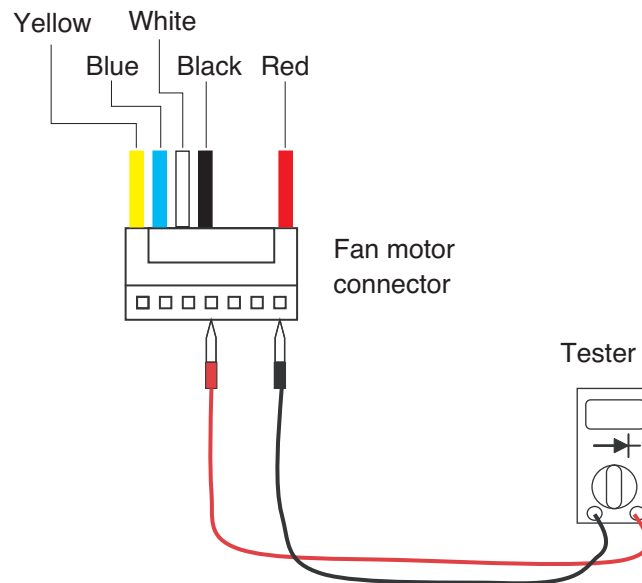 Yellow
White
Blue
Black
Red
Fan motor
connector
Tester